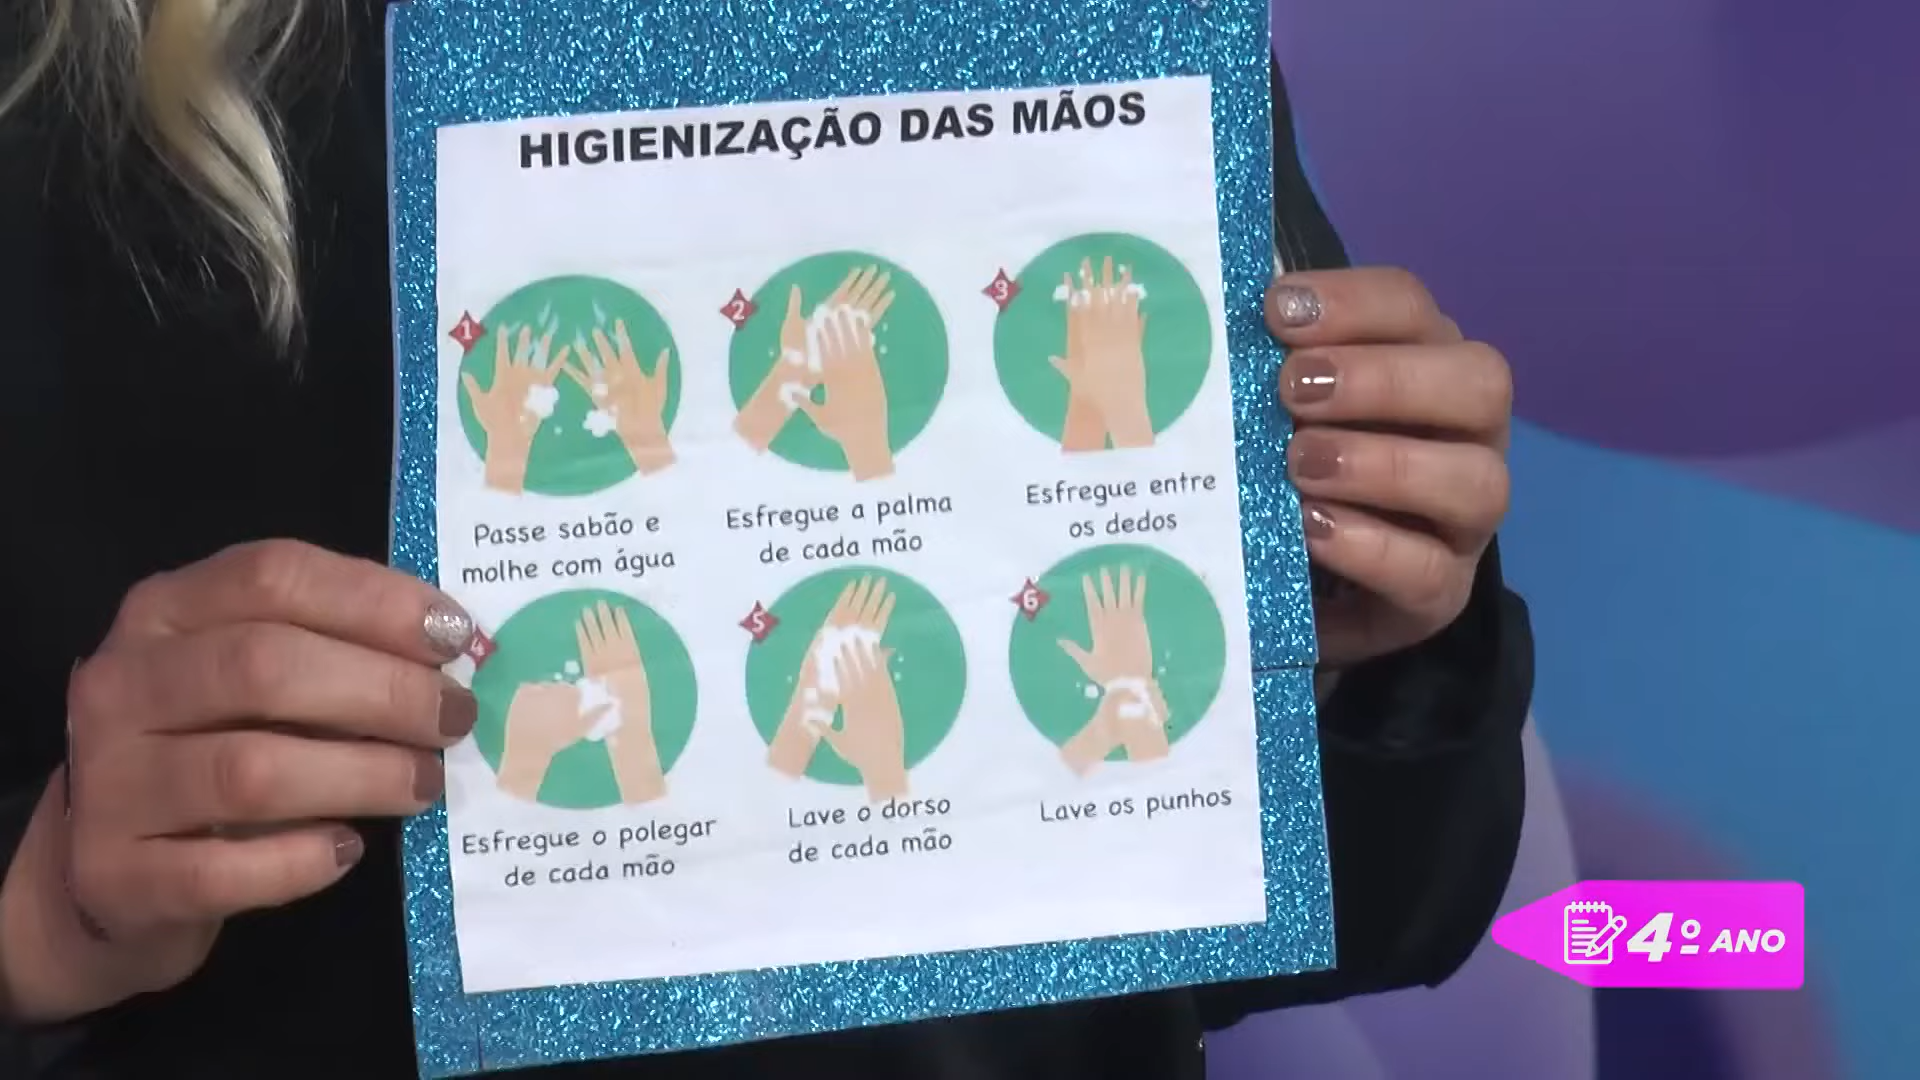 HIGIENIZAÇÃO DAS MÃOS
1
Passe sabão e
molhe com água
2
Esfregue a palma
de cada mão
3
Esfregue entre
os dedos
4
Esfregue o polegar
de cada mão
5
Lave o dorso
de cada mão
6
Lave os punhos
4º ANO